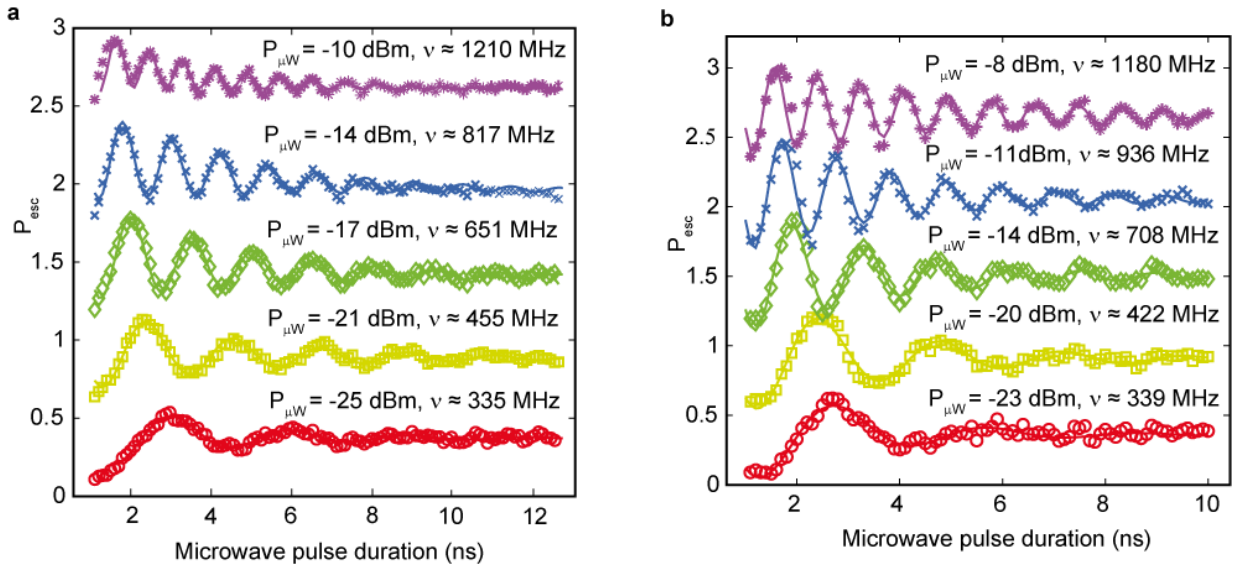 a
P_esc
3
2.5
2
1.5
1
0.5
0
P_μW = -10 dBm, ν ≈ 1210 MHz
P_μW = -14 dBm, ν ≈ 817 MHz
P_μW = -17 dBm, ν ≈ 651 MHz
P_μW = -21 dBm, ν ≈ 455 MHz
P_μW = -25 dBm, ν ≈ 335 MHz
2 4 6 8 10 12
Microwave pulse duration (ns)
b
P_esc
3
2.5
2
1.5
1
0.5
0
P_μW = -8 dBm, ν ≈ 1180 MHz
P_μW = -11dBm, ν ≈ 936 MHz
P_μW = -14 dBm, ν ≈ 708 MHz
P_μW = -20 dBm, ν ≈ 422 MHz
P_μW = -23 dBm, ν ≈ 339 MHz
2 4 6 8 10
Microwave pulse duration (ns)